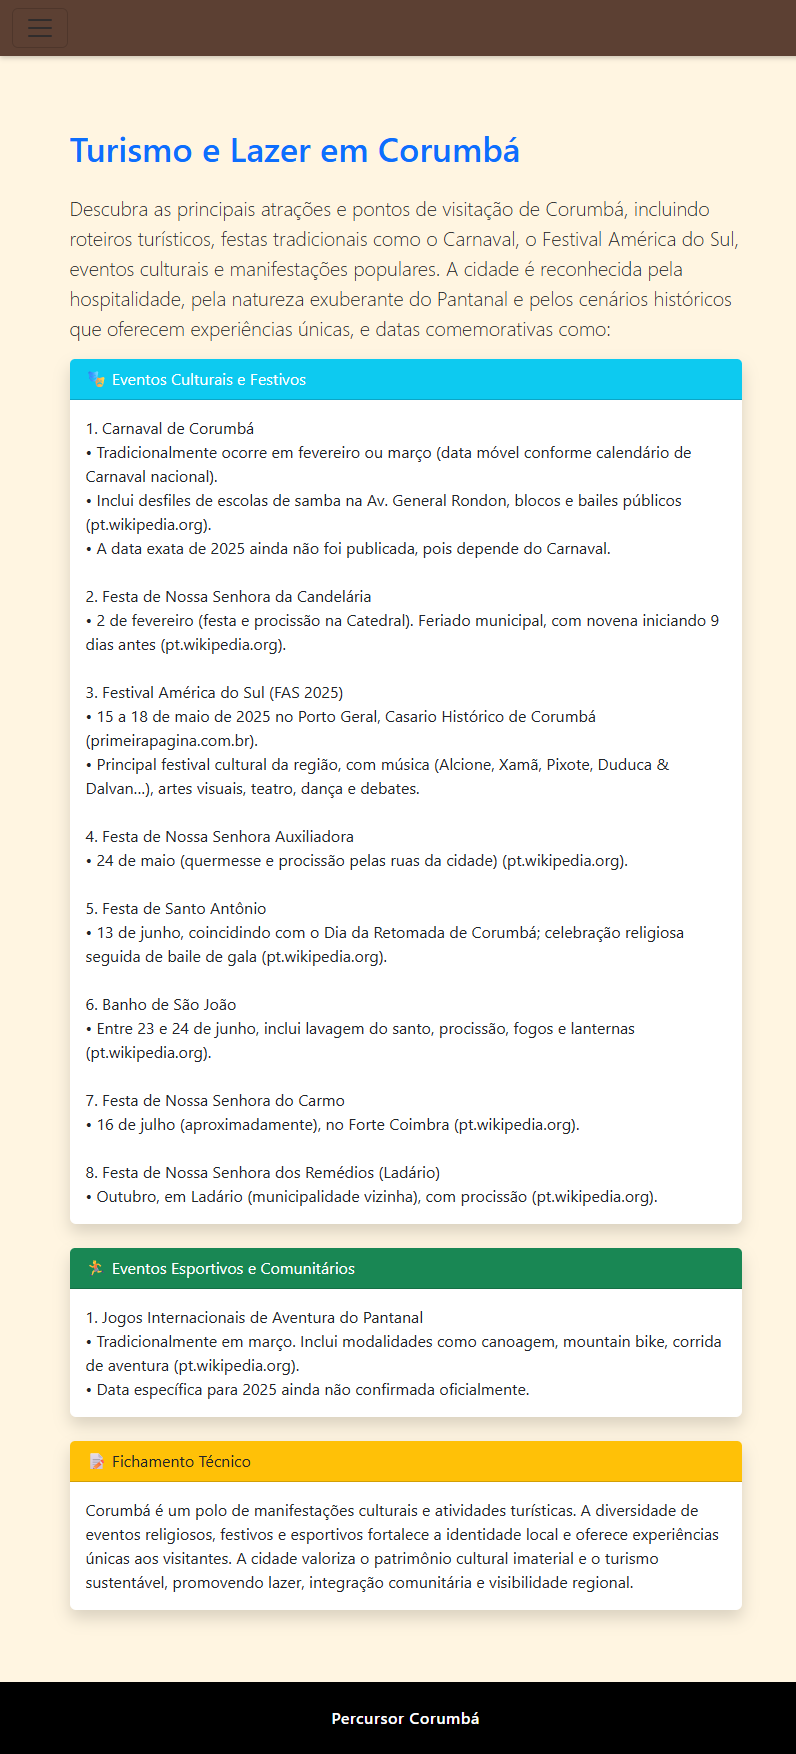 Turismo e Lazer em Corumbá
Descubra as principais atrações e pontos de visitação de Corumbá, incluindo
roteiros turísticos, festas tradicionais como o Carnaval, o Festival América do Sul,
eventos culturais e manifestações populares. A cidade é reconhecida pela
hospitalidade, pela natureza exuberante do Pantanal e pelos cenários históricos
que oferecem experiências únicas, e datas comemorativas como:
Eventos Culturais e Festivos
1. Carnaval de Corumbá
• Tradicionalmente ocorre em fevereiro ou março (data móvel conforme calendário de
Carnaval nacional).
• Inclui desfiles de escolas de samba na Av. General Rondon, blocos e bailes públicos
(pt.wikipedia.org).
• A data exata de 2025 ainda não foi publicada, pois depende do Carnaval.
2. Festa de Nossa Senhora da Candelária
• 2 de fevereiro (festa e procissão na Catedral). Feriado municipal, com novena iniciando 9
dias antes (pt.wikipedia.org).
3. Festival América do Sul (FAS 2025)
• 15 a 18 de maio de 2025 no Porto Geral, Casario Histórico de Corumbá
(primeirapagina.com.br).
• Principal festival cultural da região, com música (Alcione, Xamã, Pixote, Duduca &
Dalvan...), artes visuais, teatro, dança e debates.
4. Festa de Nossa Senhora Auxiliadora
• 24 de maio (quermesse e procissão pelas ruas da cidade) (pt.wikipedia.org).
5. Festa de Santo Antônio
• 13 de junho, coincidindo com o Dia da Retomada de Corumbá; celebração religiosa
seguida de baile de gala (pt.wikipedia.org).
6. Banho de São João
• Entre 23 e 24 de junho, inclui lavagem do santo, procissão, fogos e lanternas
(pt.wikipedia.org).
7. Festa de Nossa Senhora do Carmo
• 16 de julho (aproximadamente), no Forte Coimbra (pt.wikipedia.org).
8. Festa de Nossa Senhora dos Remédios (Ladário)
• Outubro, em Ladário (municipalidade vizinha), com procissão (pt.wikipedia.org).
Eventos Esportivos e Comunitários
1. Jogos Internacionais de Aventura do Pantanal
• Tradicionalmente em março. Inclui modalidades como canoagem, mountain bike, corrida
de aventura (pt.wikipedia.org).
• Data específica para 2025 ainda não confirmada oficialmente.
Fichamento Técnico
Corumbá é um polo de manifestações culturais e atividades turísticas. A diversidade de
eventos religiosos, festivos e esportivos fortalece a identidade local e oferece experiências
únicas aos visitantes. A cidade valoriza o patrimônio cultural imaterial e o turismo
sustentável, promovendo lazer, integração comunitária e visibilidade regional.
Percursor Corumbá